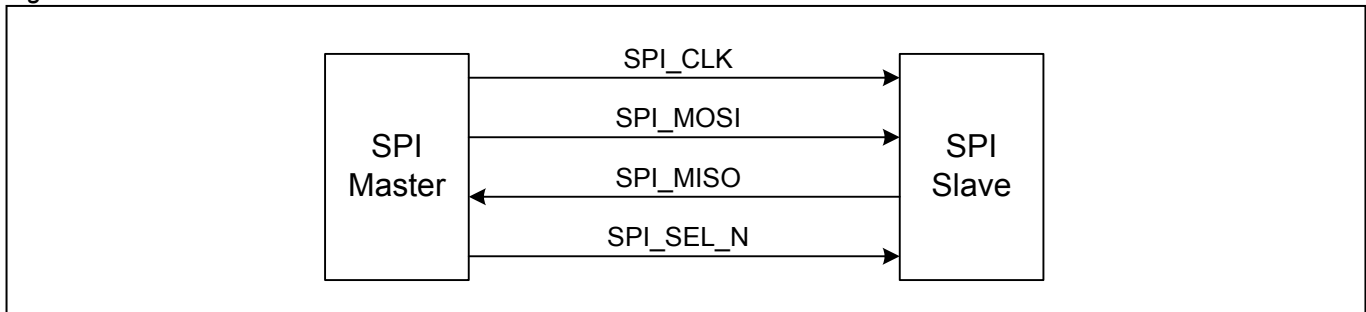 SPI_CLK
SPI_MOSI
SPI
Master
SPI_MISO
SPI
Slave
SPI_SEL_N